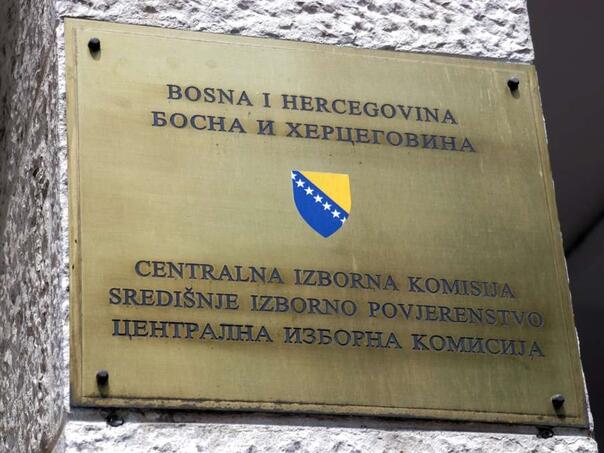 BOSNA I HERCEGOVINA
БОСНА И ХЕРЦЕГОВИНА
CENTRALNA IZBORNA KOMISIJA
SREDIŠNJE IZBORNO POVJERENSTVO
ЦЕНТРАЛНА ИЗБОРНА КОМИСИЈА